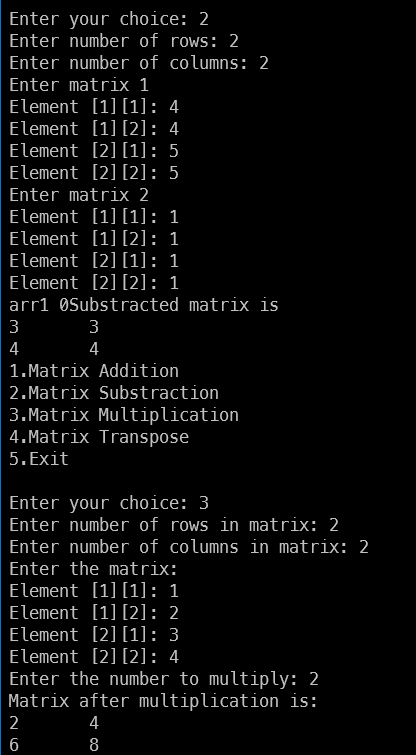 Enter your choice: 2
Enter number of rows: 2
Enter number of columns: 2
Enter matrix 1
Element [1][1]: 4
Element [1][2]: 4
Element [2][1]: 5
Element [2][2]: 5
Enter matrix 2
Element [1][1]: 1
Element [1][2]: 1
Element [2][1]: 1
Element [2][2]: 1
arr1 0Substracted matrix is
3       3
4       4
1.Matrix Addition
2.Matrix Substraction
3.Matrix Multiplication
4.Matrix Transpose
5.Exit
Enter your choice: 3
Enter number of rows in matrix: 2
Enter number of columns in matrix: 2
Enter the matrix:
Element [1][1]: 1
Element [1][2]: 2
Element [2][1]: 3
Element [2][2]: 4
Enter the number to multiply: 2
Matrix after multiplication is:
2       4
6       8